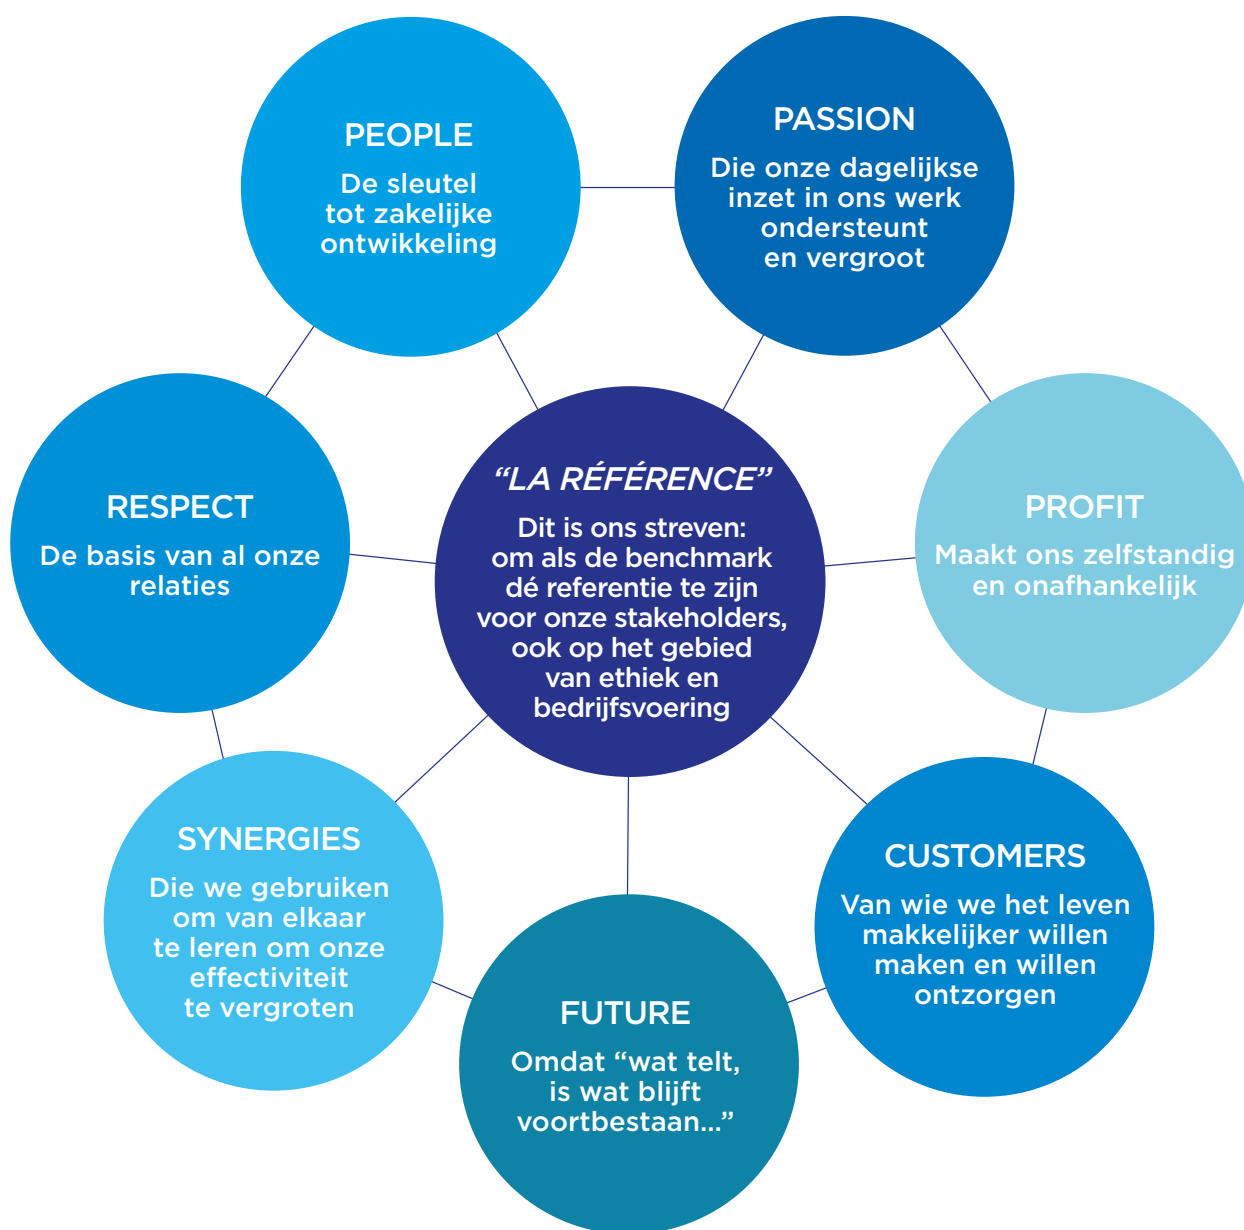 PEOPLE
De sleutel
tot zakelijke
ontwikkeling
PASSION
Die onze dagelijkse
inzet in ons werk
ondersteunt
en vergroot
RESPECT
De basis van al onze
relaties
“LA RÉFÉRENCE”
Dit is ons streven:
om als de benchmark
dé referentie te zijn
voor onze stakeholders,
ook op het gebied
van ethiek en
bedrijfsvoering
PROFIT
Maakt ons zelfstandig
en onafhankelijk
SYNERGIES
Die we gebruiken
om van elkaar
te leren om onze
effectiviteit
te vergroten
CUSTOMERS
Van wie we het leven
makkelijker willen
maken en willen
ontzorgen
FUTURE
Omdat “wat telt,
is wat blijft
voortbestaan...”